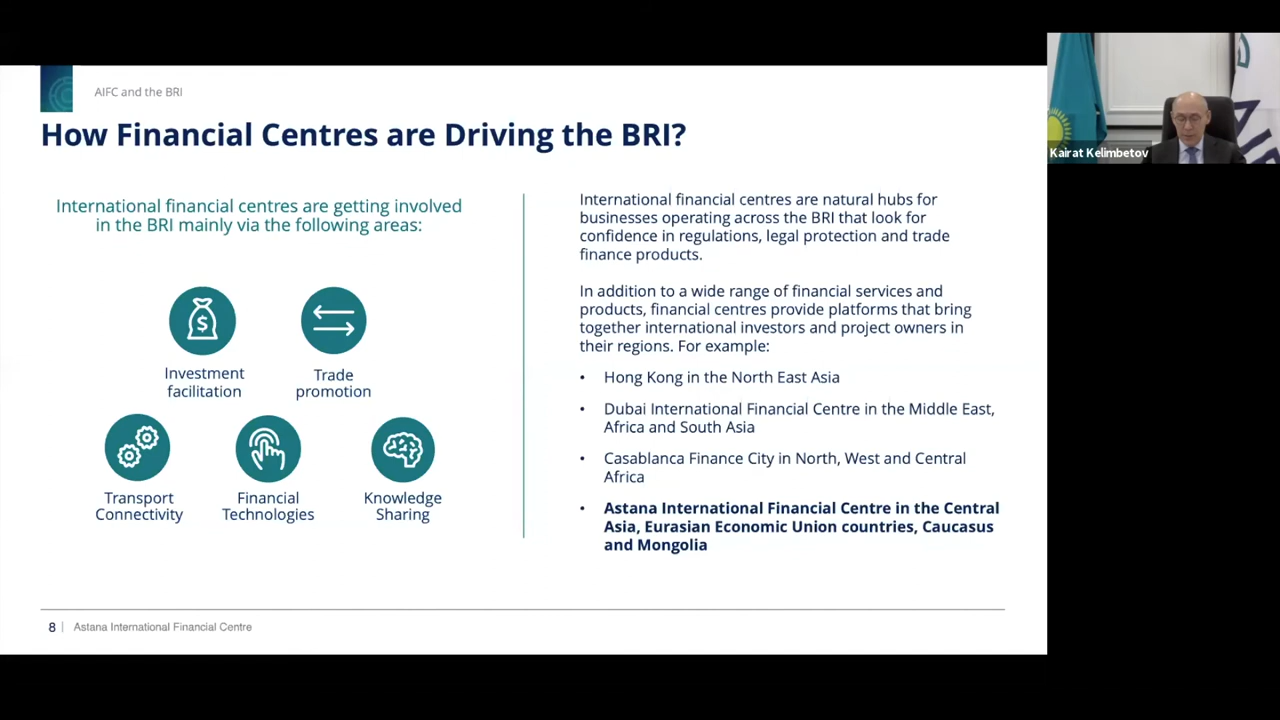 AIFC and the BRI
How Financial Centres are Driving the BRI?
International financial centres are getting involved
in the BRI mainly via the following areas:
$
Investment
facilitation
Trade
promotion
Transport
Connectivity
Financial
Technologies
Knowledge
Sharing
International financial centres are natural hubs for
businesses operating across the BRI that look for
confidence in regulations, legal protection and trade
finance products.
In addition to a wide range of financial services and
products, financial centres provide platforms that bring
together international investors and project owners in
their regions. For example:
• Hong Kong in the North East Asia
• Dubai International Financial Centre in the Middle East,
Africa and South Asia
• Casablanca Finance City in North, West and Central
Africa
• Astana International Financial Centre in the Central
Asia, Eurasian Economic Union countries, Caucasus
and Mongolia
8 | Astana International Financial Centre
Kairat Kelimbetov